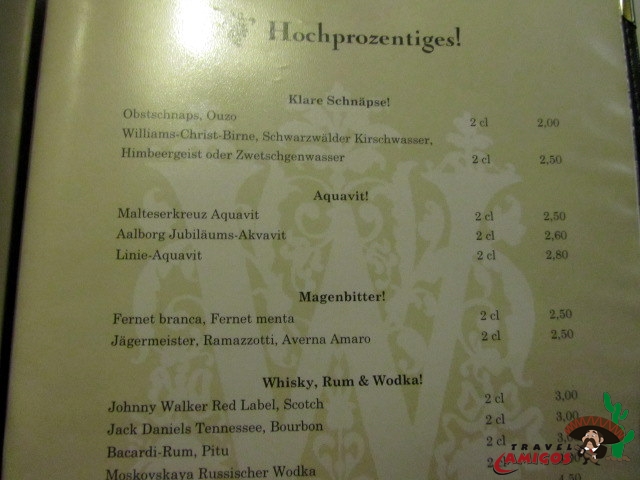 Hochprozentiges!
Klare Schnäpse!
Obstschnaps, Ouzo 2 cl 2,00
Williams-Christ-Birne, Schwarzwälder Kirschwasser,
Himbeergeist oder Zwetschgenwasser 2 cl 2,50
Aquavit!
Malteserkreuz Aquavit 2 cl 2,50
Aalborg Jubiläums-Akvavit 2 cl 2,60
Linie-Aquavit 2 cl 2,80
Magenbitter!
Fernet branca, Fernet menta 2 cl 2,50
Jägermeister, Ramazzotti, Averna Amaro 2 cl 2,50
Whisky, Rum & Wodka!
Johnny Walker Red Label, Scotch 2 cl 3,00
Jack Daniels Tennessee, Bourbon 2 cl 3,00
Bacardi-Rum, Pitu 2 cl
Moskovskaya Russischer Wodka
TRAVEL
AMIGOS